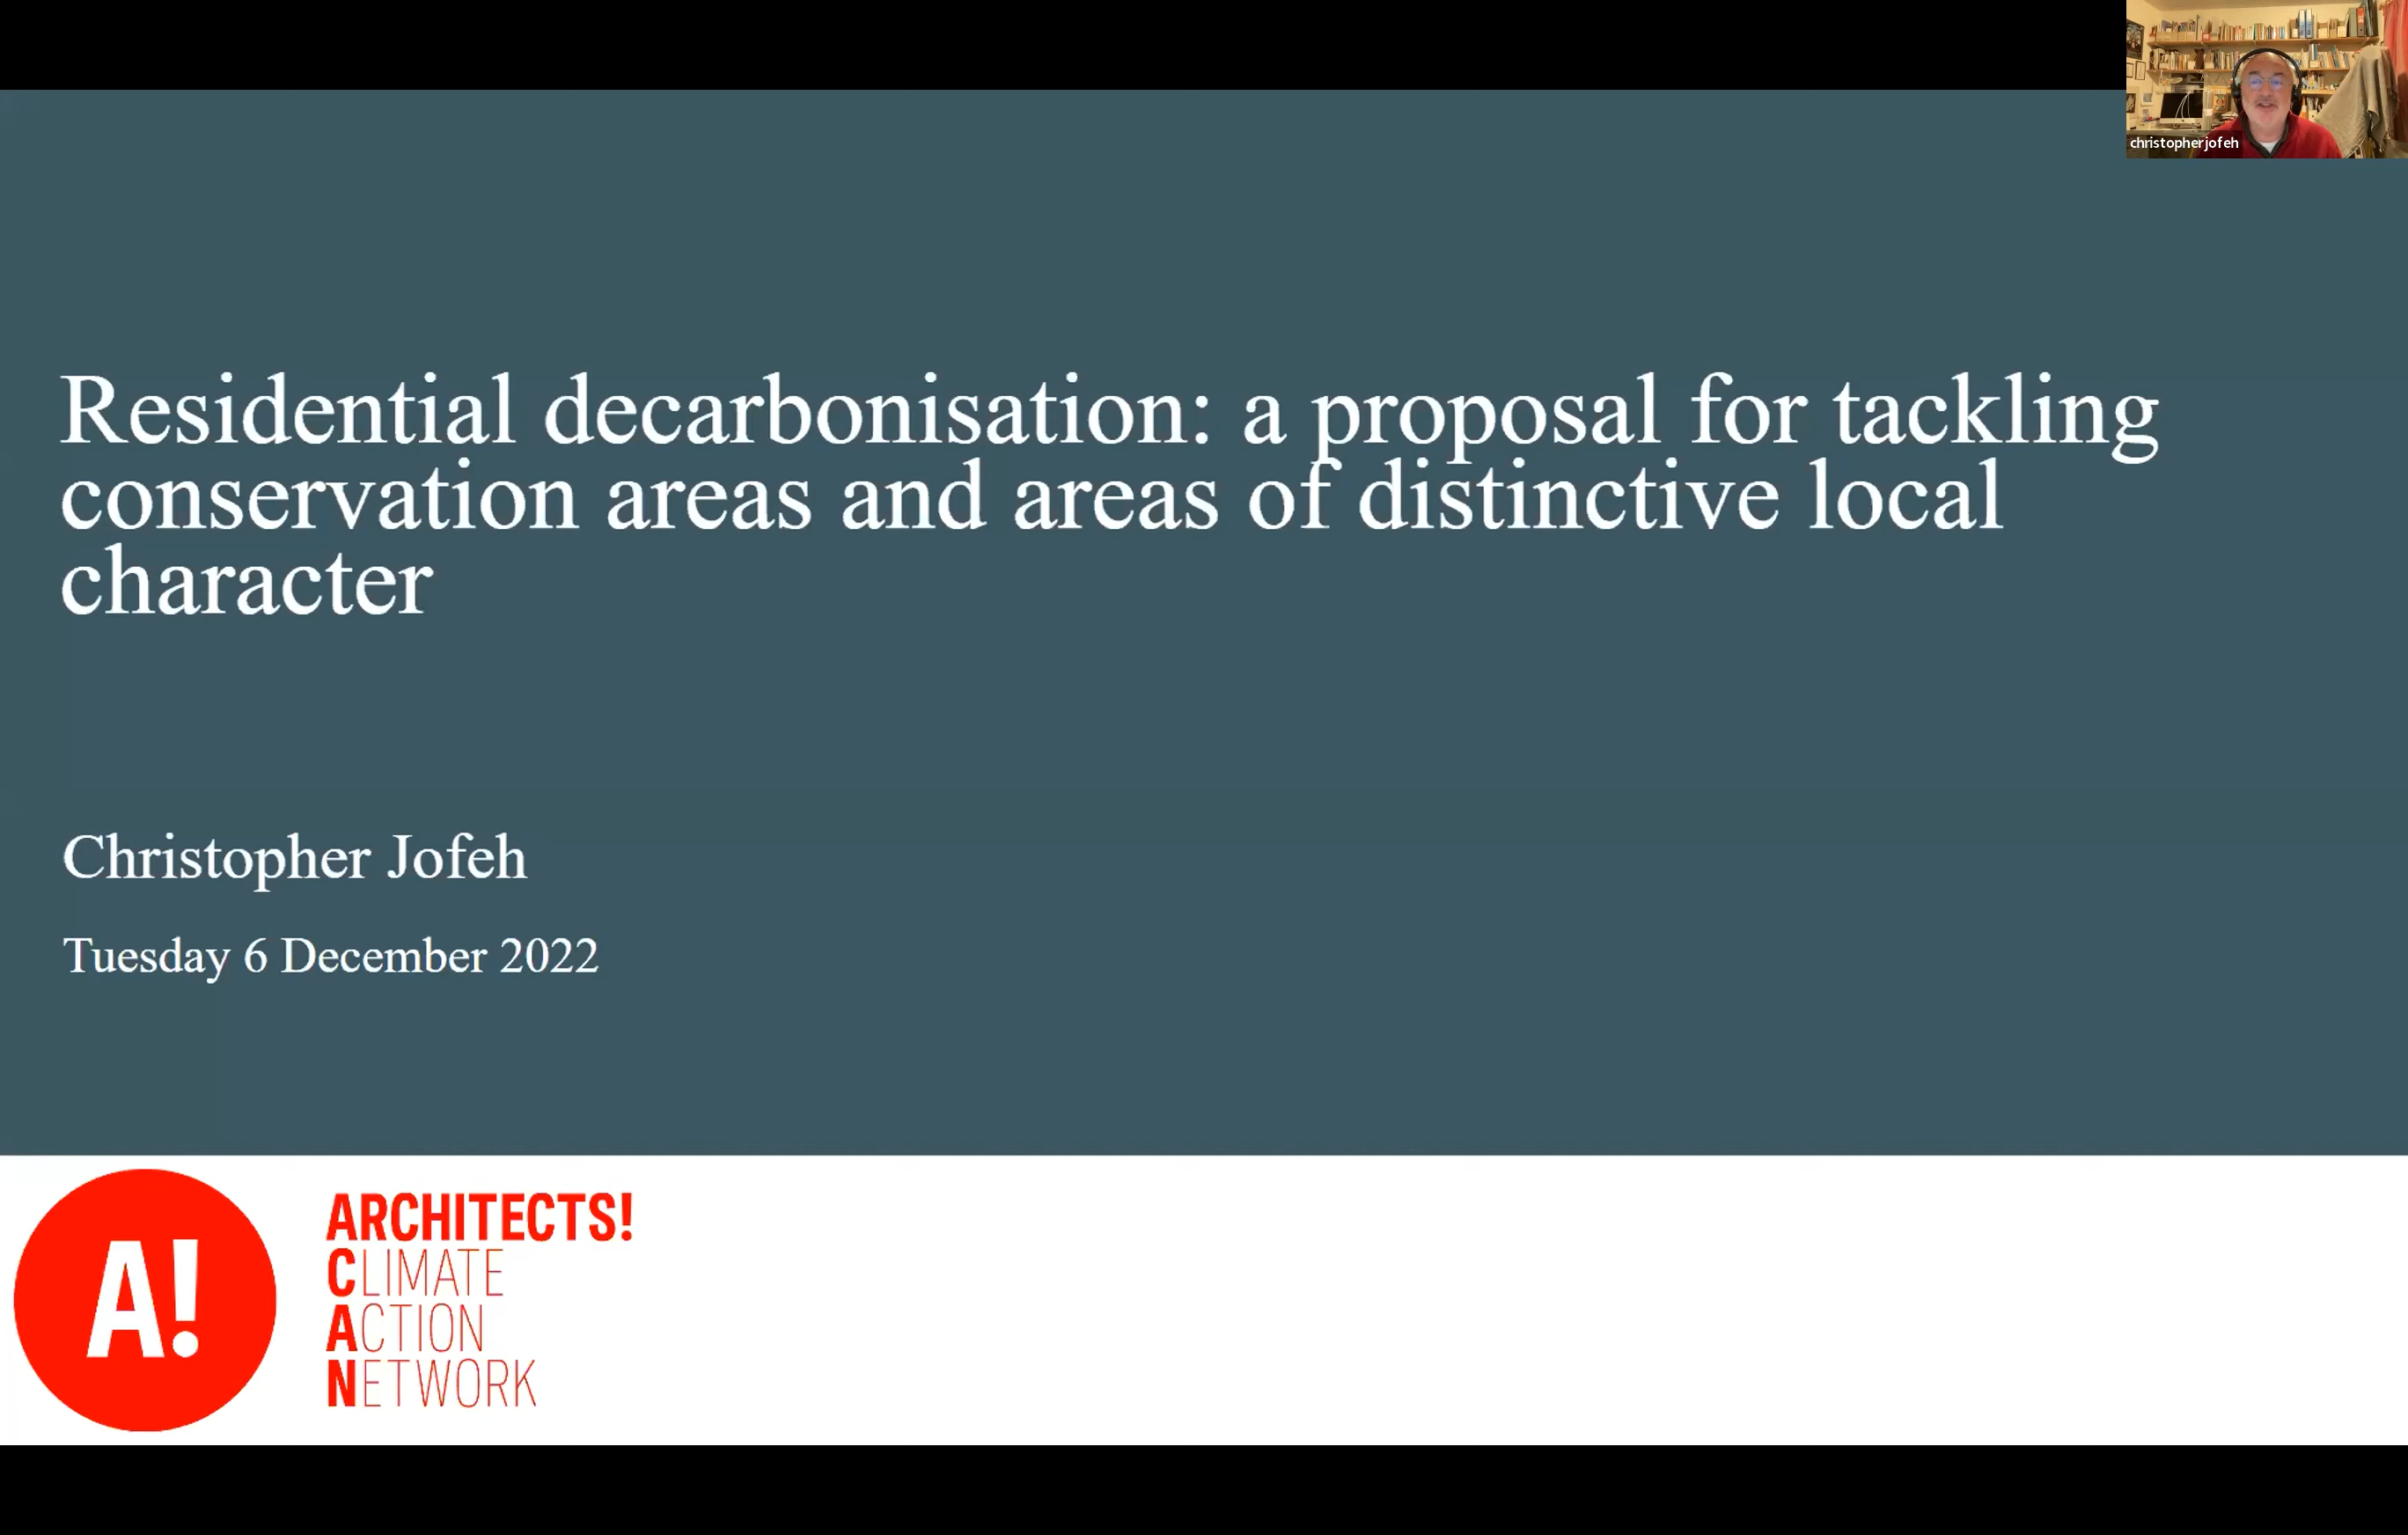 christopherjofeh
Residential decarbonisation: a proposal for tackling
conservation areas and areas of distinctive local
character
Christopher Jofeh
Tuesday 6 December 2022
A!
ARCHITECTS!
CLIMATE
ACTION
NETWORK